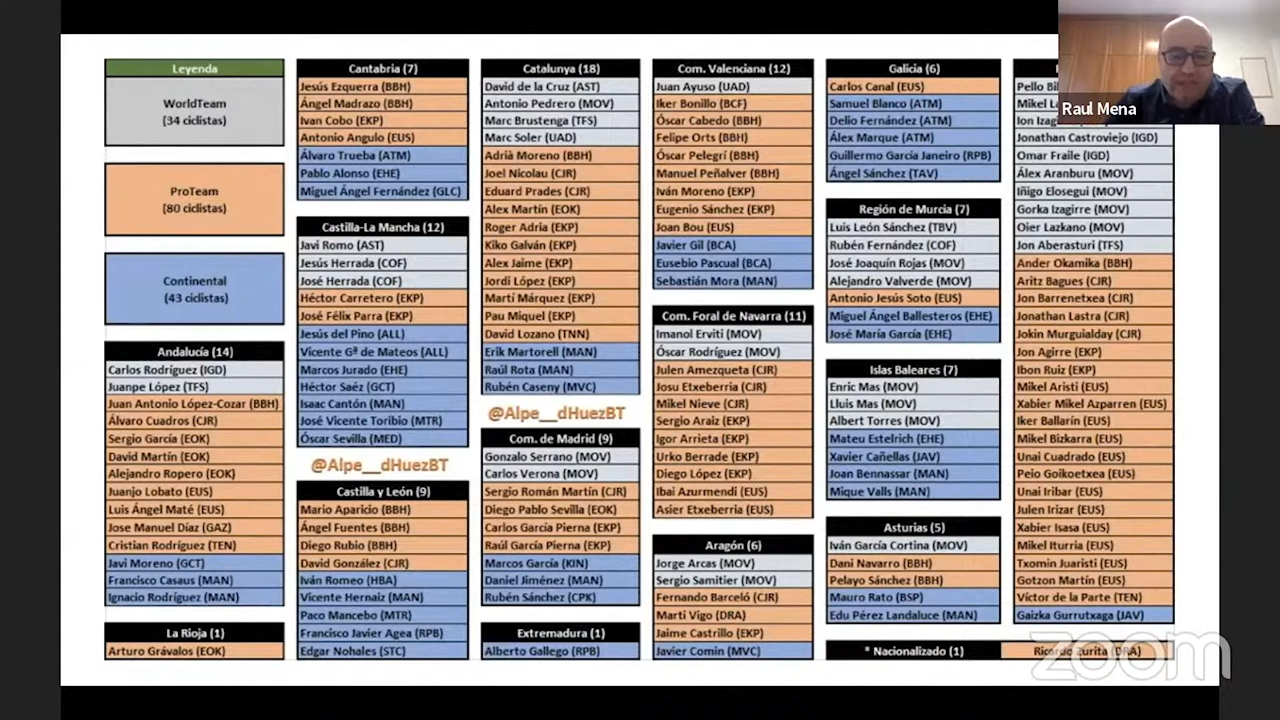 Leyenda
WorldTeam
(34 ciclistas)
ProTeam
(80 ciclistas)
Continental
(43 ciclistas)
Andalucía (14)
Carlos Rodríguez (IGD)
Juanpe López (TFS)
Juan Antonio López-Cozar (BBH)
Álvaro Cuadros (CJR)
Sergio García (EOK)
David Martín (EOK)
Alejandro Ropero (EOK)
Juanjo Lobato (EUS)
Luis Ángel Maté (EUS)
Jose Manuel Díaz (GAZ)
Cristian Rodríguez (TEN)
Javi Moreno (GCT)
Francisco Casaus (MAN)
Ignacio Rodríguez (MAN)
La Rioja (1)
Arturo Grávalos (EOK)
Cantabria (7)
Jesús Ezquerra (BBH)
Ángel Madrazo (BBH)
Ivan Cobo (EKP)
Antonio Angulo (EUS)
Álvaro Trueba (ATM)
Pablo Alonso (EHE)
Miguel Ángel Fernández (GLC)
Castilla-La Mancha (12)
Javi Romo (AST)
Jesús Herrada (COF)
José Herrada (COF)
Héctor Carretero (EKP)
José Félix Parra (EKP)
Jesús del Pino (ALL)
Vicente Gª de Mateos (ALL)
Marcos Jurado (EHE)
Héctor Saéz (GCT)
Isaac Cantón (MAN)
José Vicente Toribio (MTR)
Óscar Sevilla (MED)
@Alpe__dHuezBT
Castilla y León (9)
Mario Aparicio (BBH)
Ángel Fuentes (BBH)
Diego Rubio (BBH)
David González (CJR)
Iván Romeo (HBA)
Vicente Hernaiz (MAN)
Paco Mancebo (MTR)
Francisco Javier Agea (RPB)
Edgar Nohales (STC)
Catalunya (18)
David de la Cruz (AST)
Antonio Pedrero (MOV)
Marc Brustenga (TFS)
Marc Soler (UAD)
Adrià Moreno (BBH)
Joel Nicolau (CJR)
Eduard Prades (CJR)
Alex Martín (EOK)
Roger Adria (EKP)
Kiko Galván (EKP)
Alex Jaime (EKP)
Jordi López (EKP)
Martí Márquez (EKP)
Pau Miquel (EKP)
David Lozano (TNN)
Erik Martorell (MAN)
Raúl Rota (MAN)
Rubén Caseny (MVC)
@Alpe__dHuezBT
Com. de Madrid (9)
Gonzalo Serrano (MOV)
Carlos Verona (MOV)
Sergio Román Martín (CJR)
Diego Pablo Sevilla (EOK)
Carlos García Pierna (EKP)
Raúl García Pierna (EKP)
Marcos García (KIN)
Daniel Jiménez (MAN)
Rubén Sánchez (CPK)
Extremadura (1)
Alberto Gallego (RPB)
Com. Valenciana (12)
Juan Ayuso (UAD)
Iker Bonillo (BCF)
Óscar Cabedo (BBH)
Felipe Orts (BBH)
Óscar Pelegrí (BBH)
Manuel Peñalver (BBH)
Iván Moreno (EKP)
Eugenio Sánchez (EKP)
Joan Bou (EUS)
Javier Gil (BCA)
Eusebio Pascual (BCA)
Sebastián Mora (MAN)
Com. Foral de Navarra (11)
Imanol Erviti (MOV)
Óscar Rodríguez (MOV)
Julen Amezqueta (CJR)
Josu Etxeberria (CJR)
Mikel Nieve (CJR)
Sergio Araiz (EKP)
Igor Arrieta (EKP)
Urko Berrade (EKP)
Diego López (EKP)
Ibai Azurmendi (EUS)
Asier Etxeberria (EUS)
Aragón (6)
Jorge Arcas (MOV)
Sergio Samitier (MOV)
Fernando Barceló (CJR)
Marti Vigo (DRA)
Jaime Castrillo (EKP)
Javier Comin (MVC)
Galicia (6)
Carlos Canal (EUS)
Samuel Blanco (ATM)
Delio Fernández (ATM)
Álex Marque (ATM)
Guillermo García Janeiro (RPB)
Ángel Sánchez (TAV)
Región de Murcia (7)
Luis León Sánchez (TBV)
Rubén Fernández (COF)
José Joaquín Rojas (MOV)
Alejandro Valverde (MOV)
Antonio Jesús Soto (EUS)
Miguel Ángel Ballesteros (EHE)
José María García (EHE)
Islas Baleares (7)
Enric Mas (MOV)
Lluis Mas (MOV)
Albert Torres (MOV)
Mateu Estelrich (EHE)
Xavier Cañellas (JAV)
Joan Bennassar (MAN)
Mique Valls (MAN)
Asturias (5)
Iván García Cortina (MOV)
Dani Navarro (BBH)
Pelayo Sánchez (BBH)
Mauro Rato (BSP)
Edu Pérez Landaluce (MAN)
* Nacionalizado (1)
Ricardo Zurita (DRA)
Pello
Jonathan Castroviejo (IGD)
Omar Fraile (IGD)
Álex Aranburu (MOV)
Iñigo Elosegui (MOV)
Gorka Izagirre (MOV)
Oier Lazkano (MOV)
Jon Aberasturi (TFS)
Ander Okamika (BBH)
Aritz Bagues (CJR)
Jon Barrenetxea (CJR)
Jonathan Lastra (CJR)
Jokin Murguialday (CJR)
Jon Agirre (EKP)
Ibon Ruiz (EKP)
Mikel Aristi (EUS)
Xabier Mikel Azparren (EUS)
Iker Ballarín (EUS)
Mikel Bizkarra (EUS)
Unai Cuadrado (EUS)
Peio Goikoetxea (EUS)
Unai Iribar (EUS)
Julen Irizar (EUS)
Xabier Isasa (EUS)
Mikel Iturria (EUS)
Txomin Juaristi (EUS)
Gotzon Martín (EUS)
Víctor de la Parte (TEN)
Gaizka Gurrutxaga (JAV)
Raul Mena
zoom